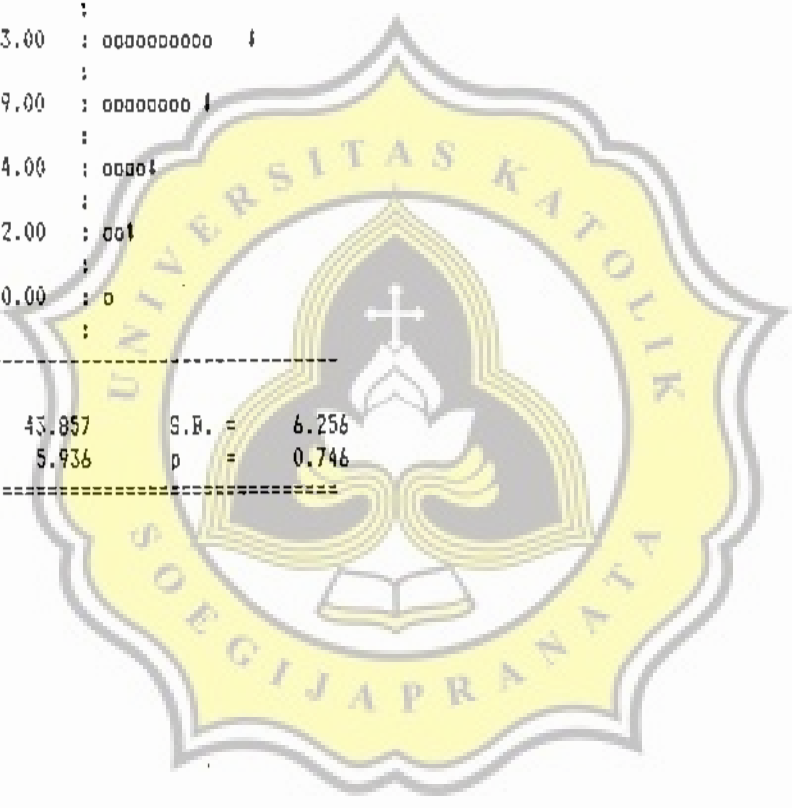 :
3.00 : oooooooooo :
:
9.00 : oooooooo :
:
4.00 : oooo:
:
2.00 : oo:
:
0.00 : o
:
------------------------------
43.857 S.B. = 6.256
5.936 p = 0.746
==============================
UNIVERSITAS KATOLIK
SOEGIJAPRANATA